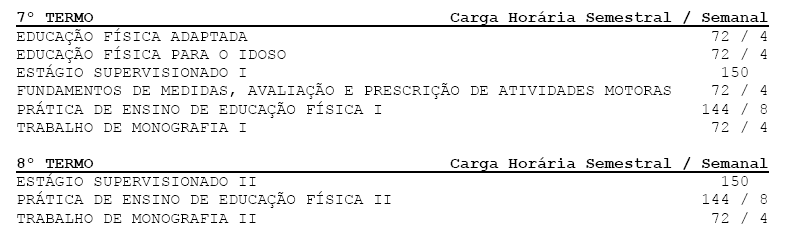 7º TERMO Carga Horária Semestral / Semanal
EDUCAÇÃO FÍSICA ADAPTADA 72 / 4
EDUCAÇÃO FÍSICA PARA O IDOSO 72 / 4
ESTÁGIO SUPERVISIONADO I 150
FUNDAMENTOS DE MEDIDAS, AVALIAÇÃO E PRESCRIÇÃO DE ATIVIDADES MOTORAS 72 / 4
PRÁTICA DE ENSINO DE EDUCAÇÃO FÍSICA I 144 / 8
TRABALHO DE MONOGRAFIA I 72 / 4
8º TERMO Carga Horária Semestral / Semanal
ESTÁGIO SUPERVISIONADO II 150
PRÁTICA DE ENSINO DE EDUCAÇÃO FÍSICA II 144 / 8
TRABALHO DE MONOGRAFIA II 72 / 4